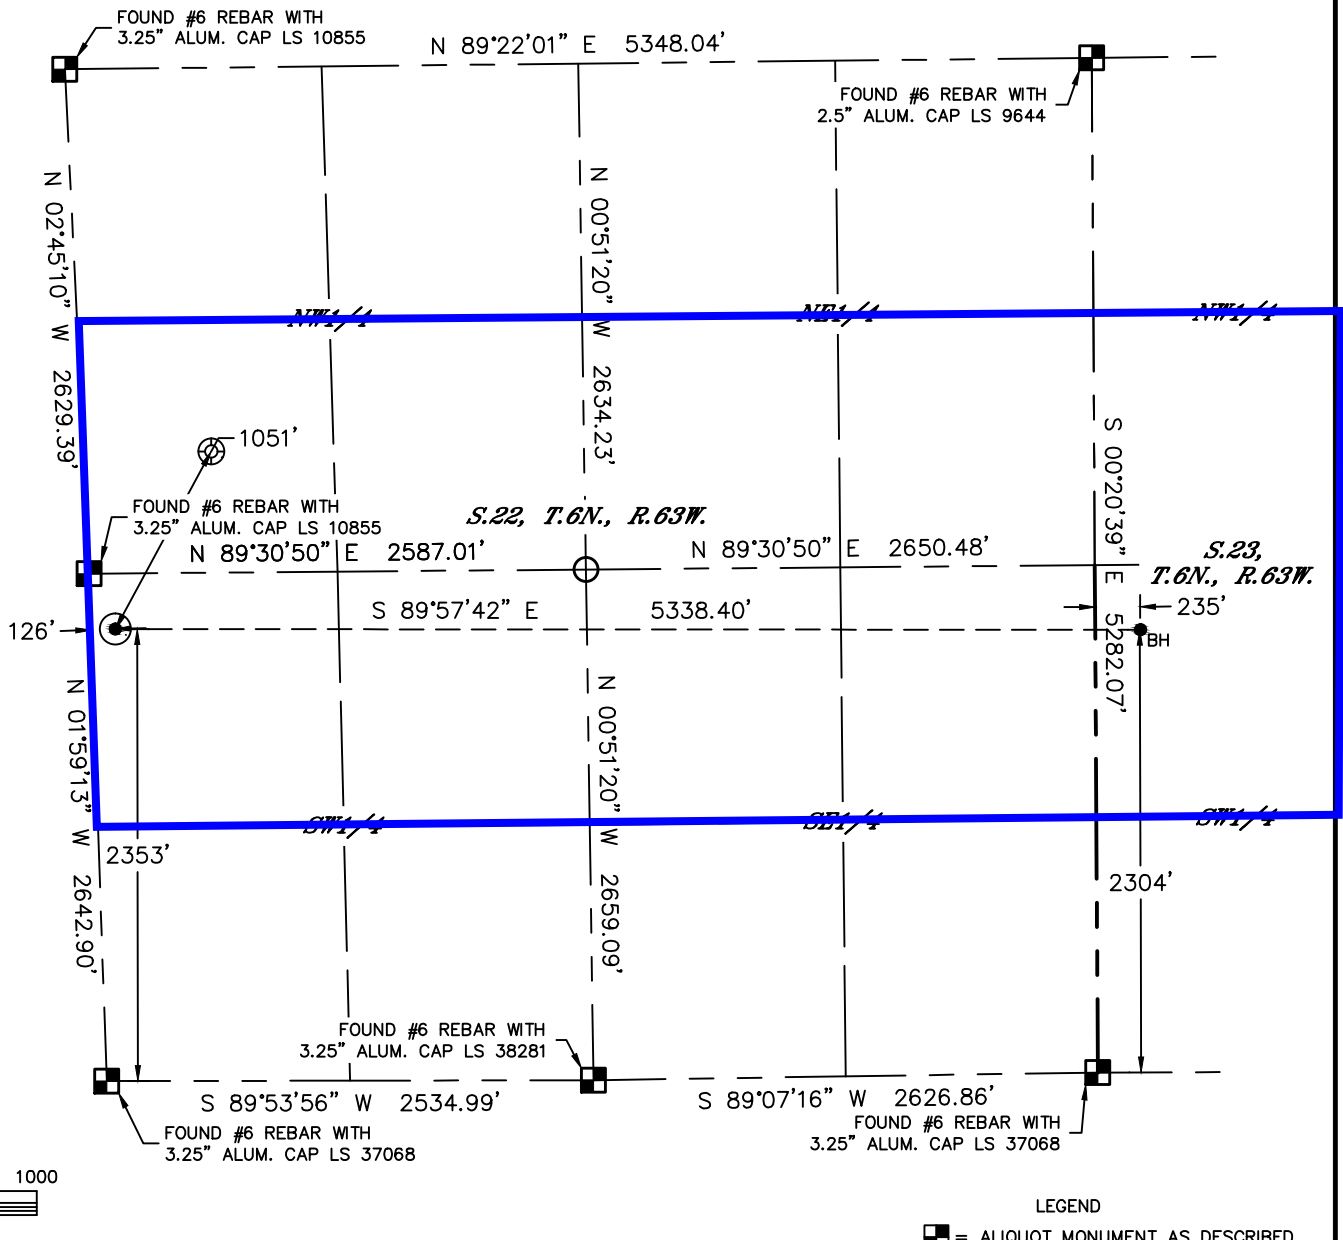 FOUND #6 REBAR WITH
3.25" ALUM. CAP LS 10855
N 89°22'01" E 5348.04'
FOUND #6 REBAR WITH
2.5" ALUM. CAP LS 9644
N 02°45'10" W 2629.39'
N 00°51'20" W 2634.23'
NW1/4
NE1/4
NW1/4
1051'
FOUND #6 REBAR WITH
3.25" ALUM. CAP LS 10855
S.22, T.6N., R.63W.
N 89°30'50" E 2587.01'
N 89°30'50" E 2650.48'
S 00°20'39" E 5282.07'
S.23,
T.6N., R.63W.
S 89°57'42" E 5338.40'
235'
126'
BH
N 01°59'13" W 2642.90'
N 00°51'20" W 2659.09'
SW1/4
SE1/4
SW1/4
2353'
2304'
FOUND #6 REBAR WITH
3.25" ALUM. CAP LS 38281
S 89°53'56" W 2534.99'
S 89°07'16" W 2626.86'
FOUND #6 REBAR WITH
3.25" ALUM. CAP LS 37068
FOUND #6 REBAR WITH
3.25" ALUM. CAP LS 37068
1000
LEGEND
= ALIQUOT MONUMENT AS DESCRIBED